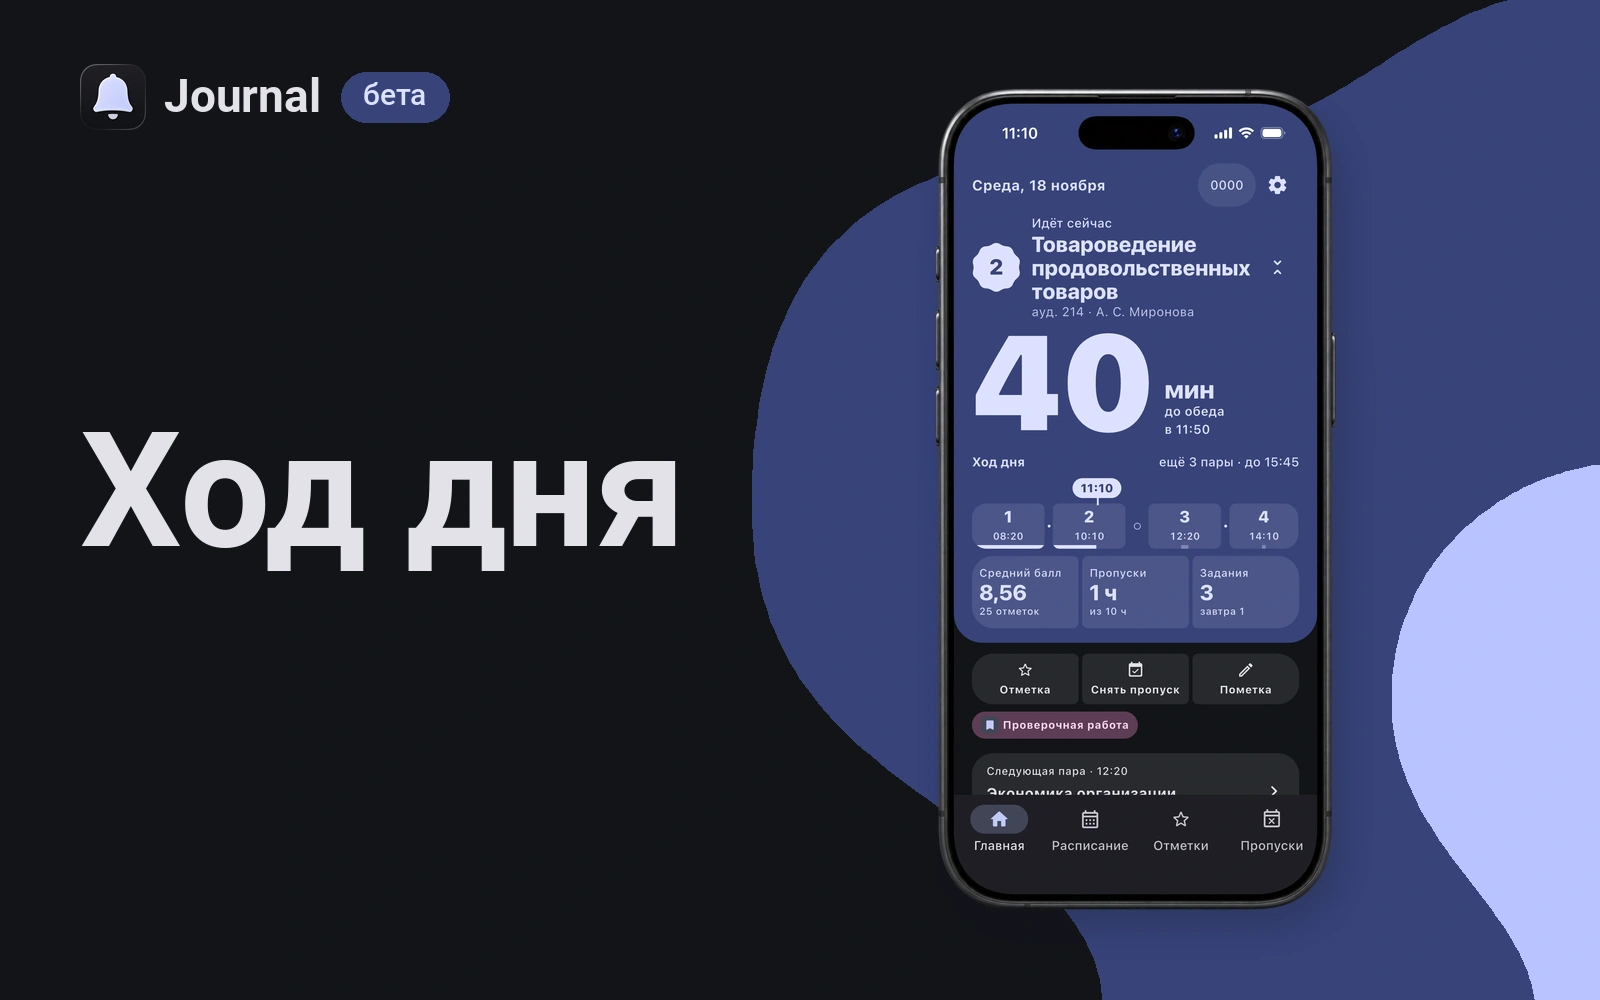 Journal бета
Ход дня
11:10
Среда, 18 ноября
0000
Идёт сейчас
2
Товароведение
продовольственных
товаров
ауд. 214 · А. С. Миронова
40 мин
до обеда
в 11:50
Ход дня
ещё 3 пары · до 15:45
11:10
1 2 3 4
08:20 10:10 12:20 14:10
Средний балл Пропуски Задания
8,56 1 ч 3
25 отметок из 10 ч завтра 1
Отметка Снять пропуск Пометка
Проверочная работа
Следующая пара · 12:20
Экономика организации
Главная Расписание Отметки Пропуски